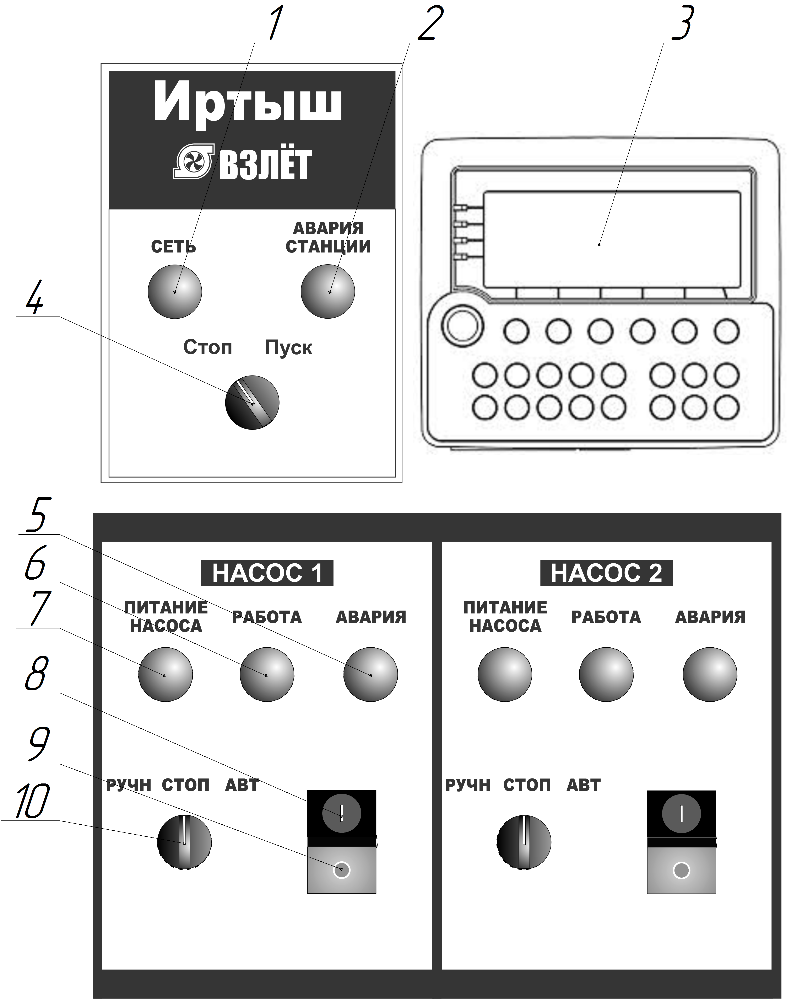 1
2
3
Иртыш
ВЗЛЁТ
АВАРИЯ
СЕТЬ
СТАНЦИИ
4
Стоп Пуск
5
6
7
8
9
10
НАСОС 1
ПИТАНИЕ
НАСОСА
РАБОТА
АВАРИЯ
РУЧН СТОП АВТ
НАСОС 2
ПИТАНИЕ
НАСОСА
РАБОТА
АВАРИЯ
РУЧН СТОП АВТ